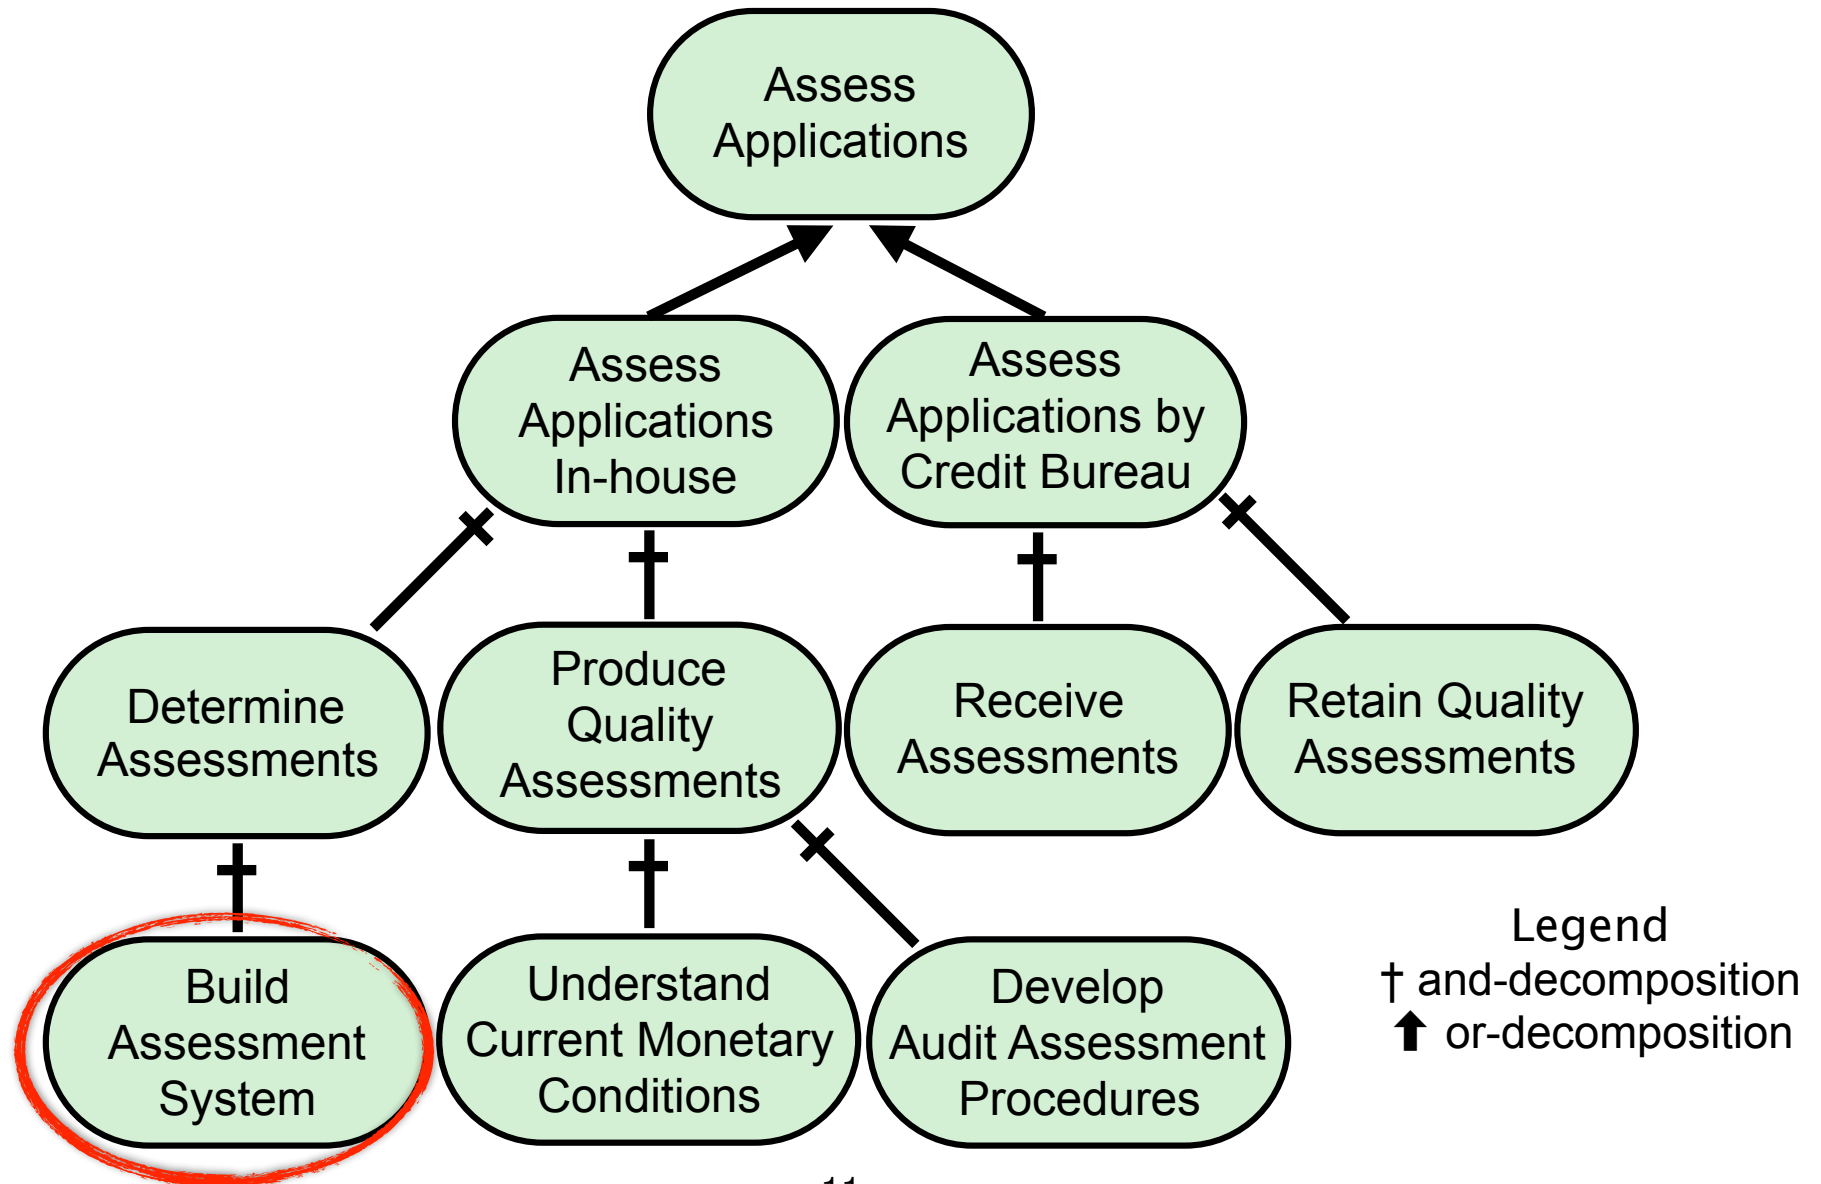 Assess
Applications
Assess
Applications
In-house
Assess
Applications by
Credit Bureau
Determine
Assessments
Produce
Quality
Assessments
Receive
Assessments
Retain Quality
Assessments
Build
Assessment
System
Understand
Current Monetary
Conditions
Develop
Audit Assessment
Procedures
Legend
† and-decomposition
⬆ or-decomposition
11